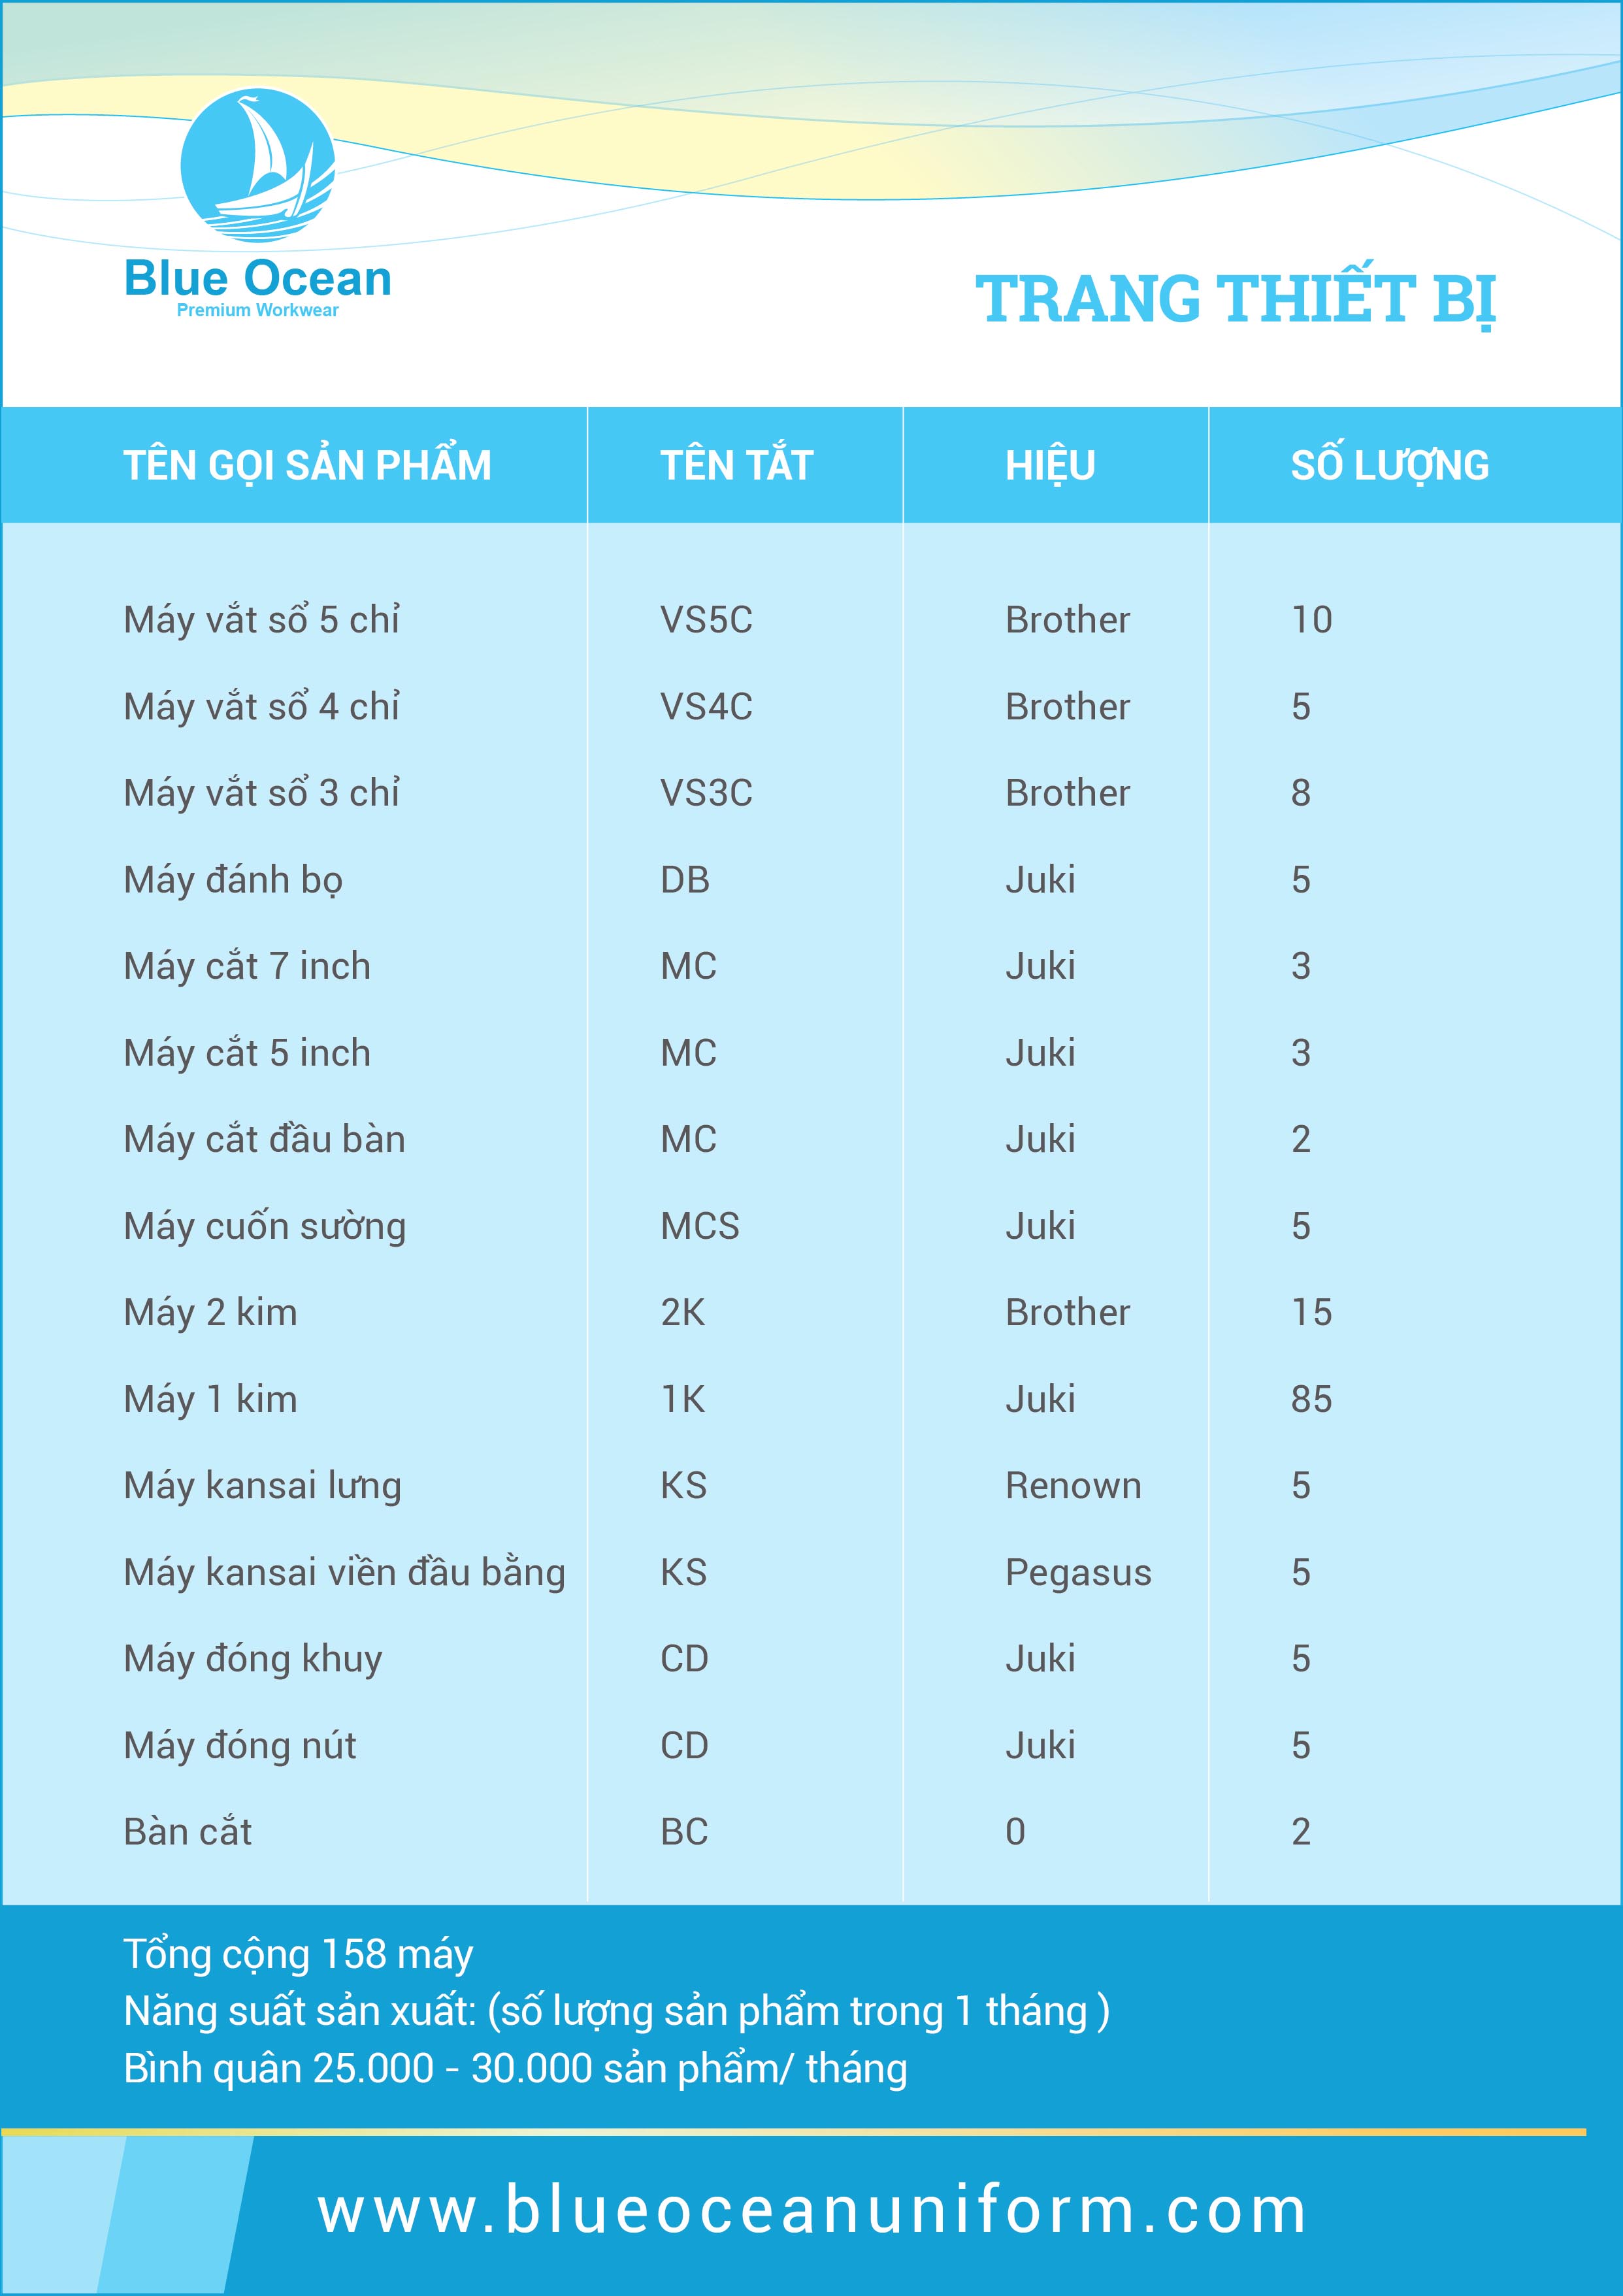 Blue Ocean
Premium Workwear
TRANG THIẾT BỊ
TÊN GỌI SẢN PHẨM TÊN TẮT HIỆU SỐ LƯỢNG
Máy vắt sổ 5 chỉ VS5C Brother 10
Máy vắt sổ 4 chỉ VS4C Brother 5
Máy vắt sổ 3 chỉ VS3C Brother 8
Máy đánh bọ DB Juki 5
Máy cắt 7 inch MC Juki 3
Máy cắt 5 inch MC Juki 3
Máy cắt đầu bàn MC Juki 2
Máy cuốn sường MCS Juki 5
Máy 2 kim 2K Brother 15
Máy 1 kim 1K Juki 85
Máy kansai lưng KS Renown 5
Máy kansai viền đầu bằng KS Pegasus 5
Máy đóng khuy CD Juki 5
Máy đóng nút CD Juki 5
Bàn cắt BC 0 2
Tổng cộng 158 máy
Năng suất sản xuất: (số lượng sản phẩm trong 1 tháng )
Bình quân 25.000 - 30.000 sản phẩm/ tháng
www.blueoceanuniform.com